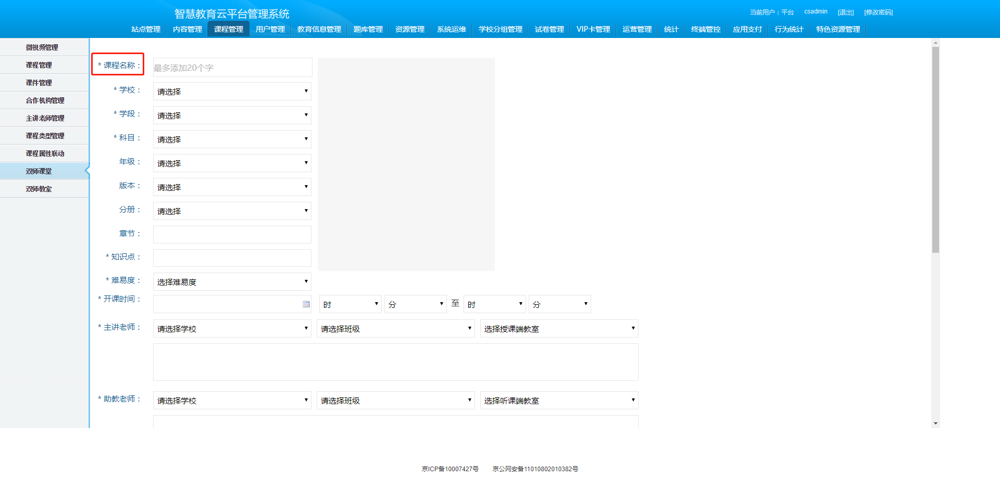 智慧教育云平台管理系统
当前用户：平台 csadmin [退出] [修改密码]
站点管理 内容管理 课程管理 用户管理 教育信息管理 题库管理 资源管理 系统运维 学校分组管理 试卷管理 VIP卡管理 运营管理 统计 终端管控 应用支付 行为统计 特色资源管理
微视频管理
课程管理
课件管理
合作机构管理
主讲老师管理
课程类型管理
课程属性联动
双师课堂
双师教室
* 课程名称： 最多添加20个字
* 学校： 请选择
* 学段： 请选择
* 科目： 请选择
年级： 请选择
版本： 请选择
分册： 请选择
章节：
* 知识点：
* 难易度： 选择难易度
* 开课时间： 时 分 至 时 分
* 主讲老师： 请选择学校 请选择班级 选择授课端教室
* 助教老师： 请选择学校 请选择班级 选择听课端教室
京ICP备10007427号 京公网安备11010802010382号